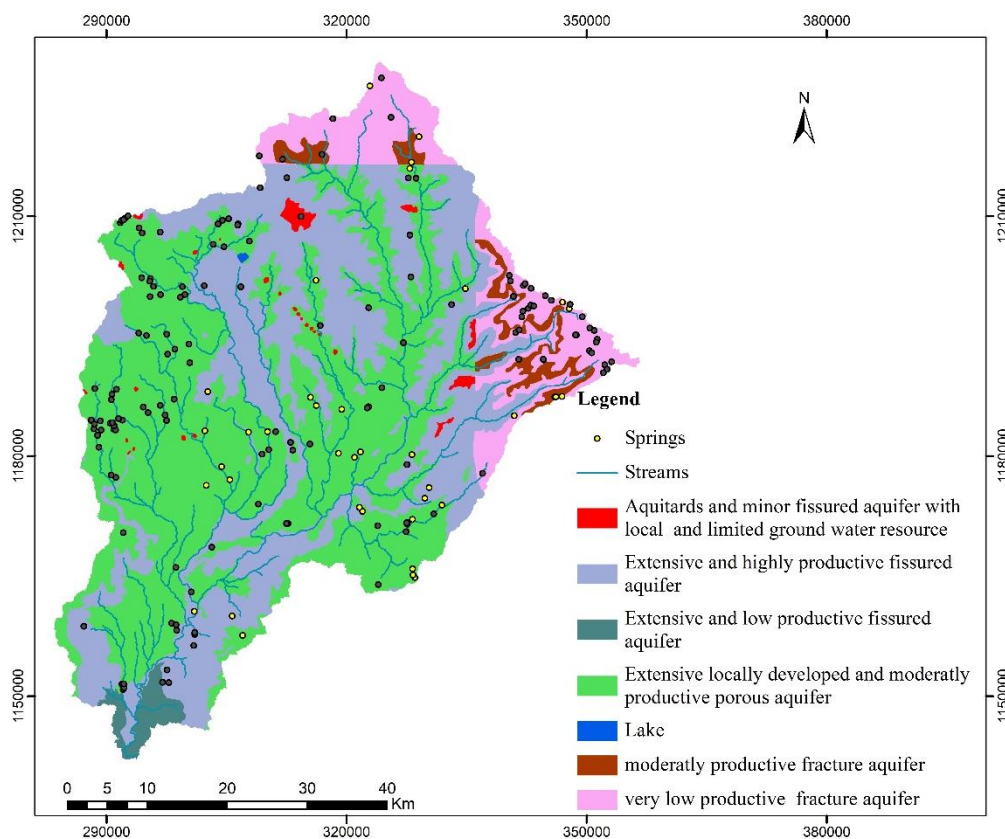 290000 320000 350000 380000
N
1210000 1210000
Legend
Springs
1180000 1180000
Streams
Aquitards and minor fissured aquifer with
local and limited ground water resource
Extensive and highly productive fissured
aquifer
Extensive and low productive fissured
aquifer
Extensive locally developed and moderatly
productive porous aquifer
1150000 1150000
Lake
moderatly productive fracture aquifer
very low productive fracture aquifer
0 5 10 20 30 40
Km
290000 320000 350000 380000